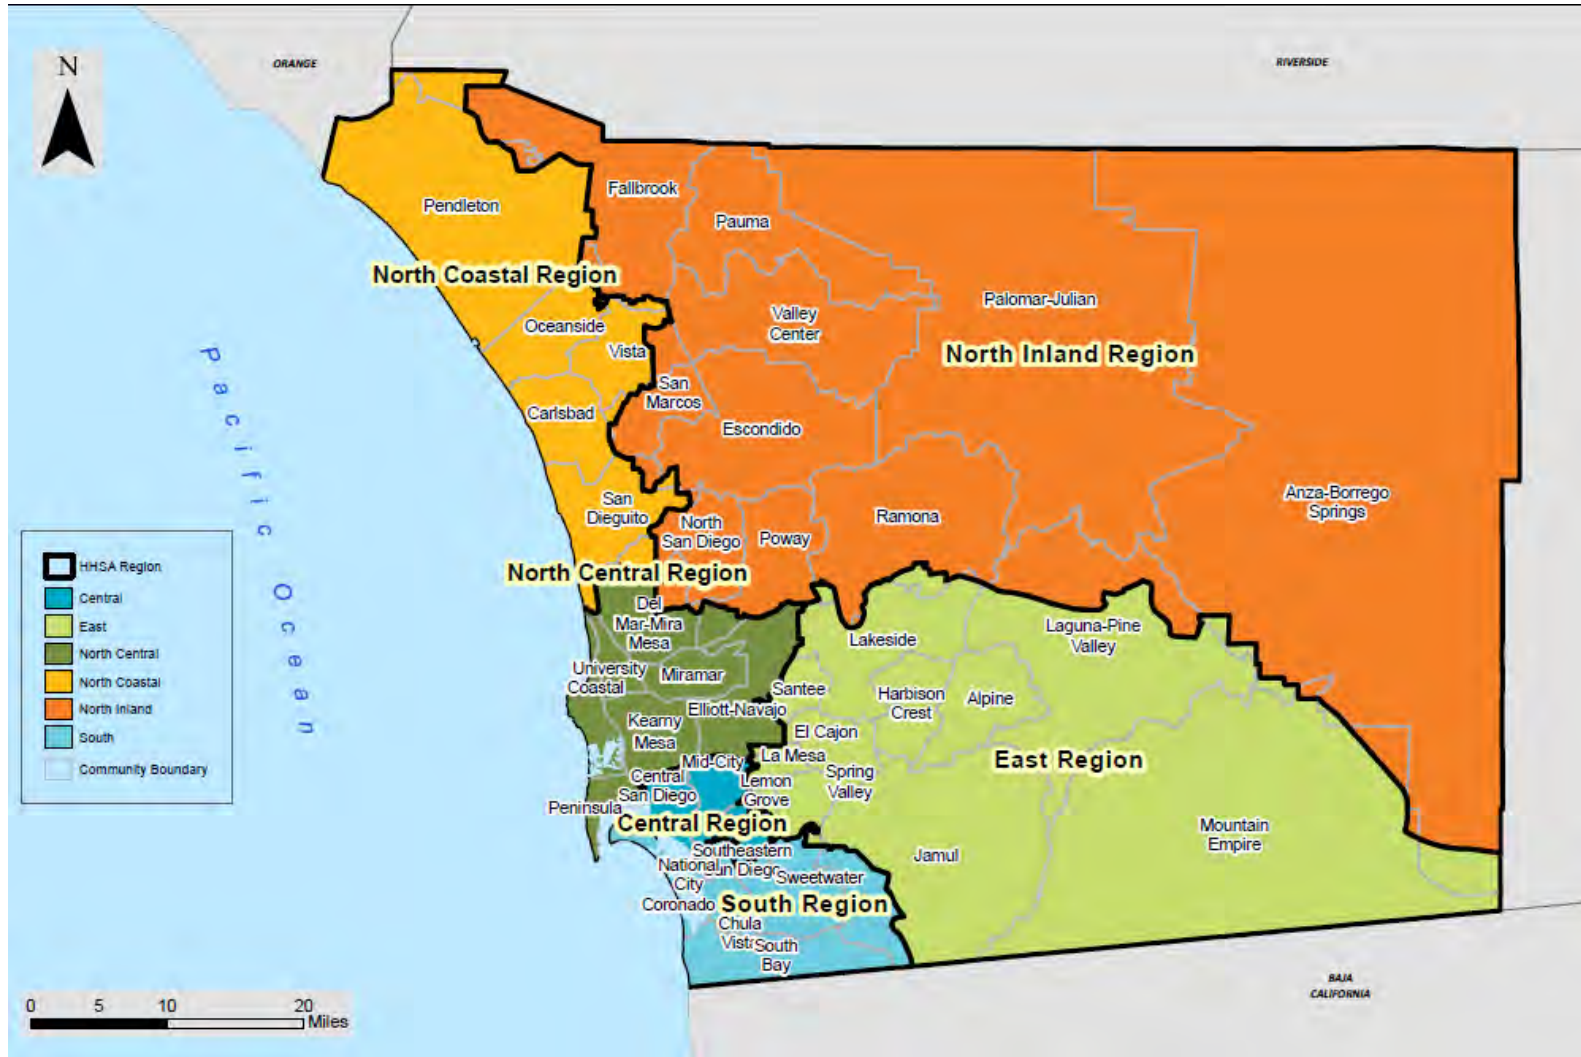 N
ORANGE
RIVERSIDE
Fallbrook
Pendleton
Pauma
North Coastal Region
Palomar-Julian
Valley
Center
Oceanside
North Inland Region
Vista
San
Marcos
Carlsbad
Escondido
Pacific Ocean
San
Dieguito
Anza-Borrego
Springs
North
San Diego
Poway
Ramona
North Central Region
HHSA Region
Central
East
North Central
North Coastal
North Inland
South
Community Boundary
Del
Mar-Mira
Mesa
Lakeside
Laguna-Pine
Valley
University
Coastal
Miramar
Santee
Harbison
Crest
Alpine
Elliott-Navajo
Kearny
Mesa
El Cajon
La Mesa
East Region
Mid-City
Central
San Diego
Lemon
Grove
Spring
Valley
Peninsula
Central Region
Mountain
Empire
Jamul
Southeastern
San Diego
National
City
Sweetwater
Coronado
South Region
Chula
Vista
South
Bay
BAJA
CALIFORNIA
0 5 10 20
Miles